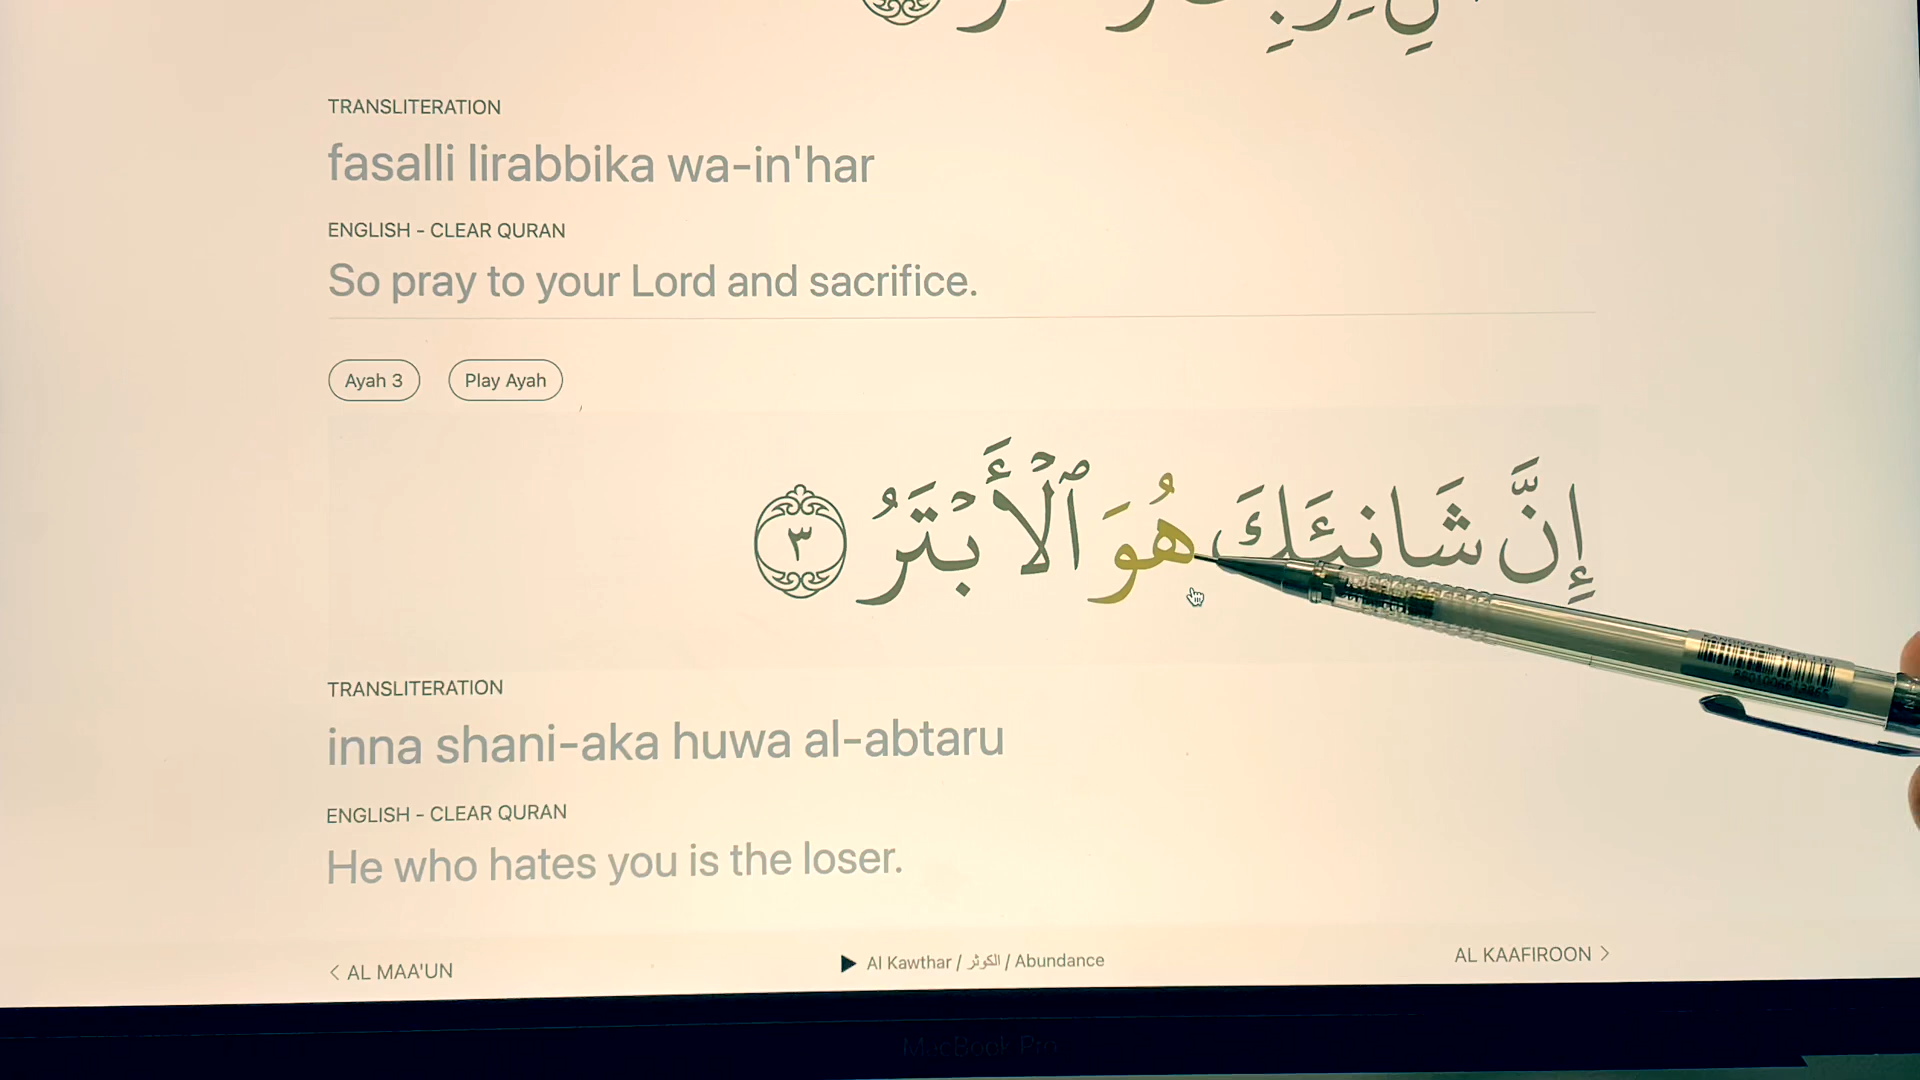 TRANSLITERATION
fasalli lirabbika wa-in'har
ENGLISH - CLEAR QURAN
So pray to your Lord and sacrifice.
Ayah 3
Play Ayah
إِنَّ شَانِئَكَ هُوَ ٱلْأَبْتَرُ ٣
TRANSLITERATION
inna shani-aka huwa al-abtaru
ENGLISH - CLEAR QURAN
He who hates you is the loser.
< AL MAA'UN
Al Kawthar / الكوثر / Abundance
AL KAAFIROON >
MacBook Pro